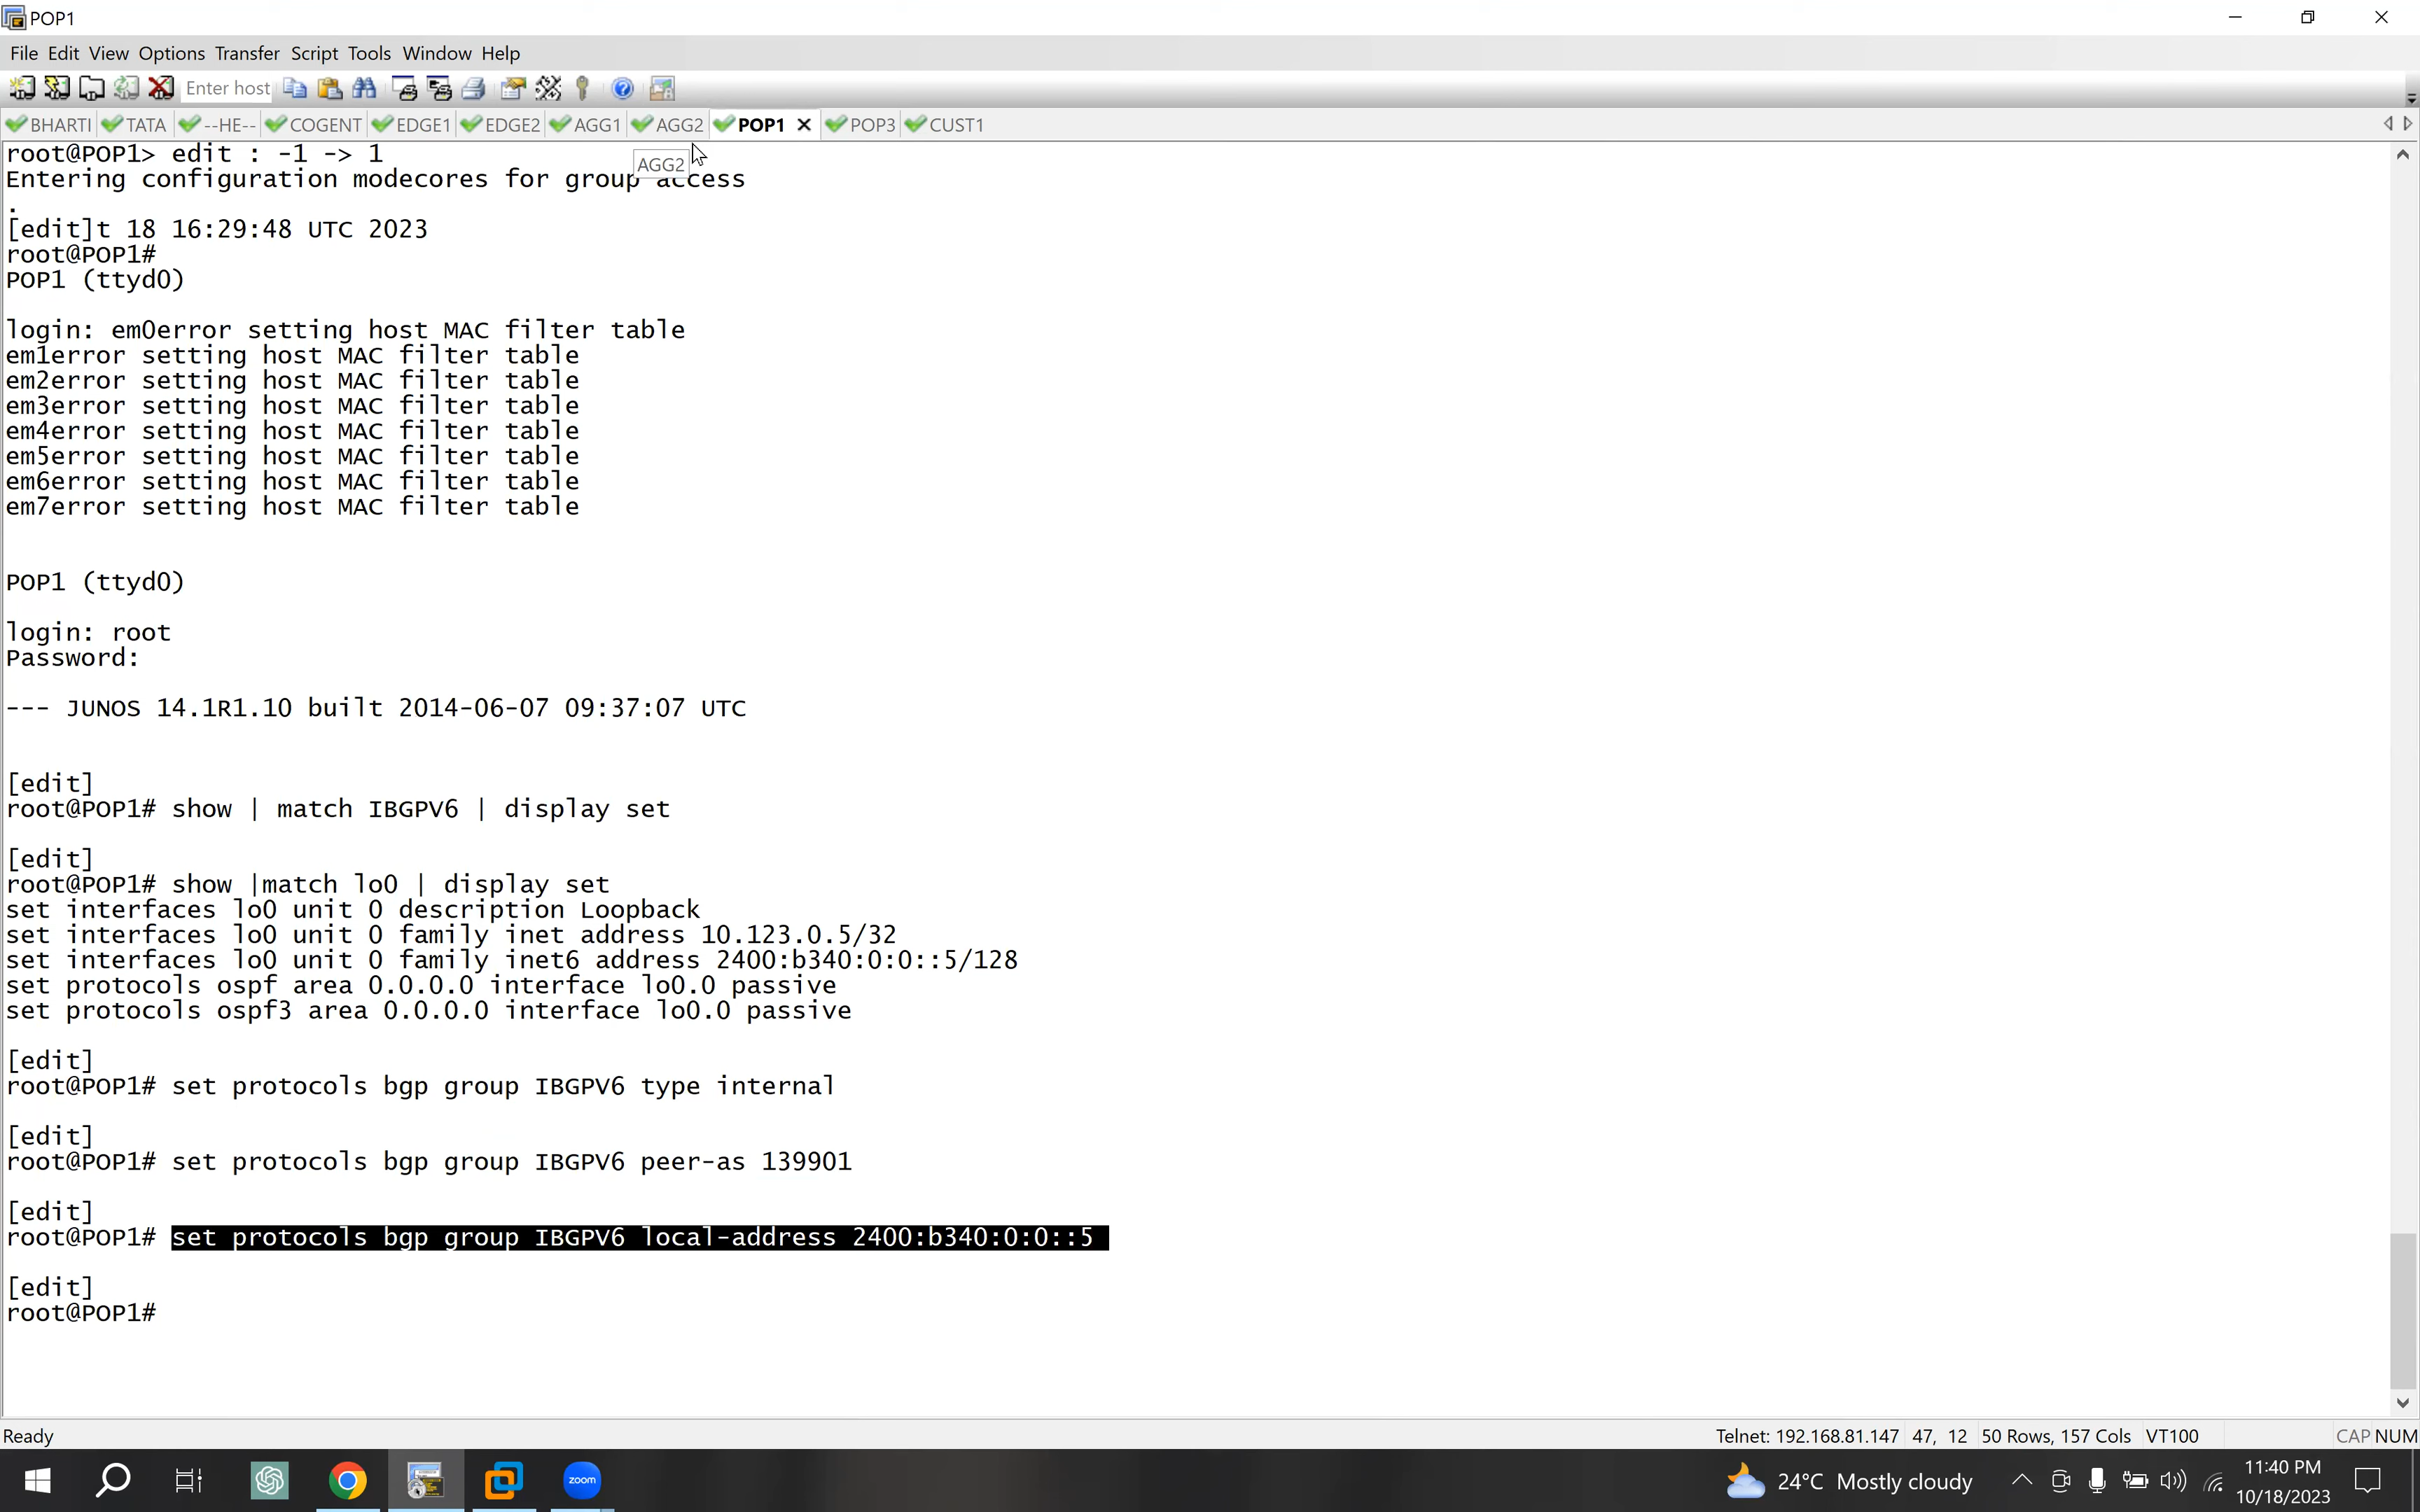 POP1
File Edit View Options Transfer Script Tools Window Help
Enter host
BHARTI TATA --HE-- COGENT EDGE1 EDGE2 AGG1 AGG2 POP1 POP3 CUST1
root@POP1> edit : -1 -> 1
AGG2
Entering configuration modecores for group access
.
[edit]t 18 16:29:48 UTC 2023
root@POP1#
POP1 (ttyd0)
login: em0error setting host MAC filter table
em1error setting host MAC filter table
em2error setting host MAC filter table
em3error setting host MAC filter table
em4error setting host MAC filter table
em5error setting host MAC filter table
em6error setting host MAC filter table
em7error setting host MAC filter table
POP1 (ttyd0)
login: root
Password:
--- JUNOS 14.1R1.10 built 2014-06-07 09:37:07 UTC
[edit]
root@POP1# show | match IBGPV6 | display set
[edit]
root@POP1# show |match lo0 | display set
set interfaces lo0 unit 0 description Loopback
set interfaces lo0 unit 0 family inet address 10.123.0.5/32
set interfaces lo0 unit 0 family inet6 address 2400:b340:0:0::5/128
set protocols ospf area 0.0.0.0 interface lo0.0 passive
set protocols ospf3 area 0.0.0.0 interface lo0.0 passive
[edit]
root@POP1# set protocols bgp group IBGPV6 type internal
[edit]
root@POP1# set protocols bgp group IBGPV6 peer-as 139901
[edit]
root@POP1# set protocols bgp group IBGPV6 local-address 2400:b340:0:0::5
[edit]
root@POP1#
Ready Telnet: 192.168.81.147 47, 12 50 Rows, 157 Cols VT100 CAP NUM
zoom 24°C Mostly cloudy 11:40 PM
10/18/2023